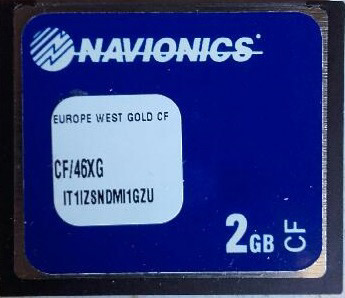 NAVIONICS
EUROPE WEST GOLD CF
CF/46XG
IT1IZSNDMI1GZU
2GB CF